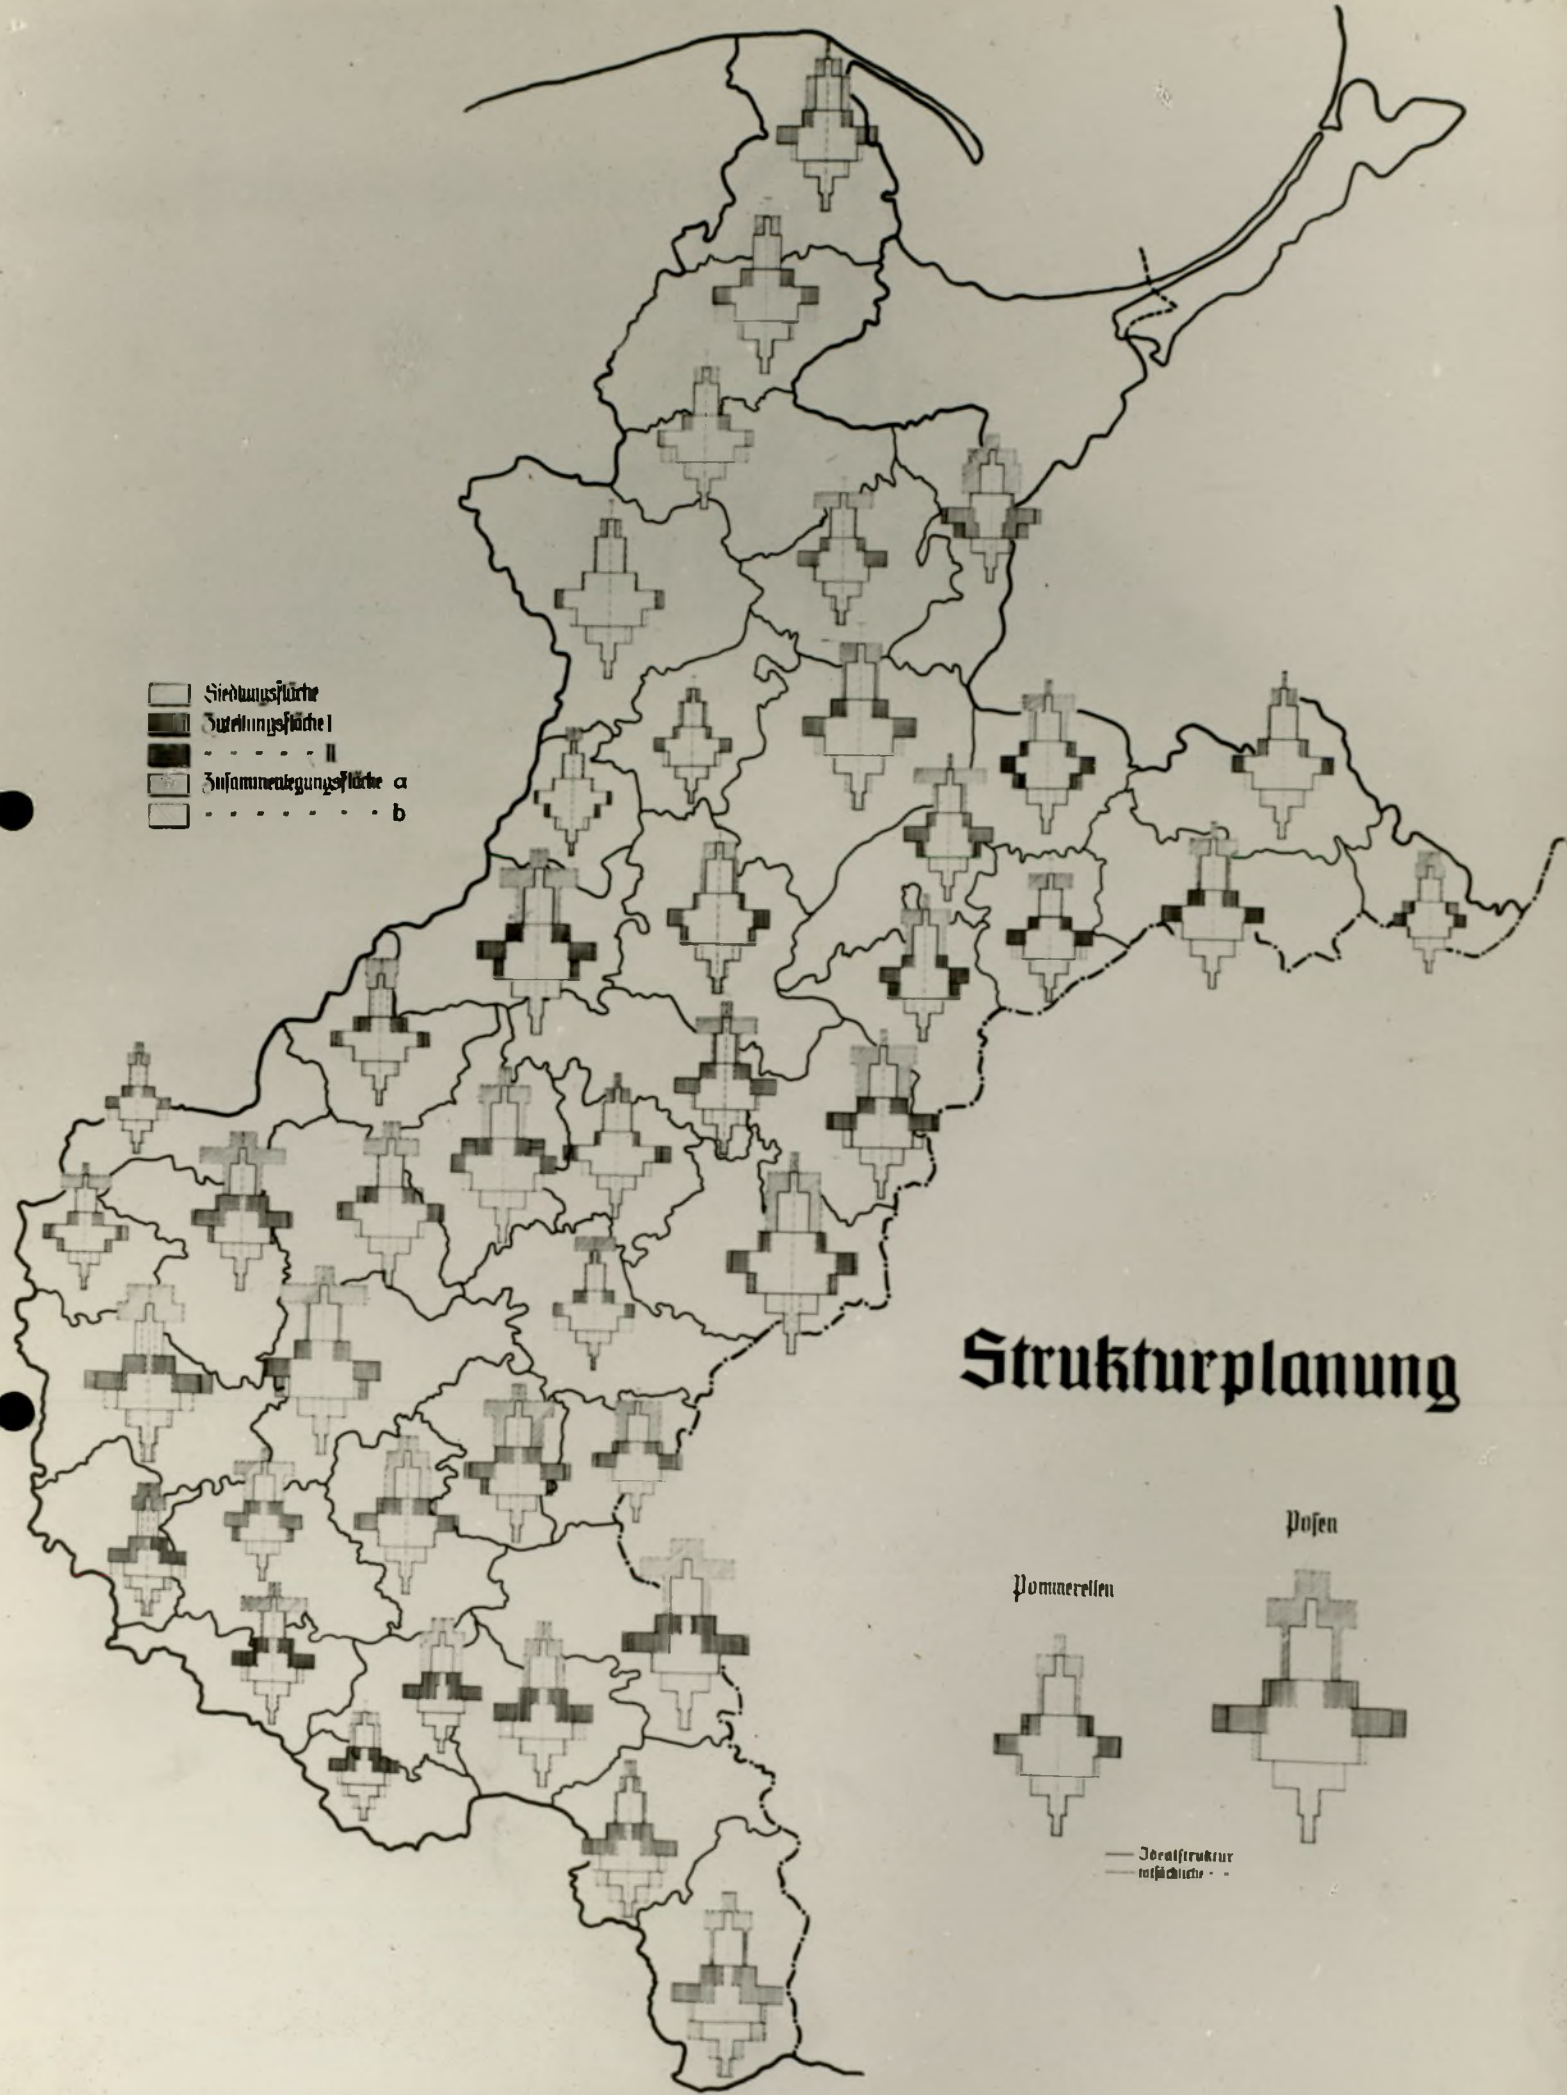 Siedlungsfläche
Zuteilungsfläche I
" " " " " II
Zusammenlegungsfläche a
" " " " " " " " b
Strukturplanung
Posen
Pommerellen
Idealstruktur
tatsächliche " "